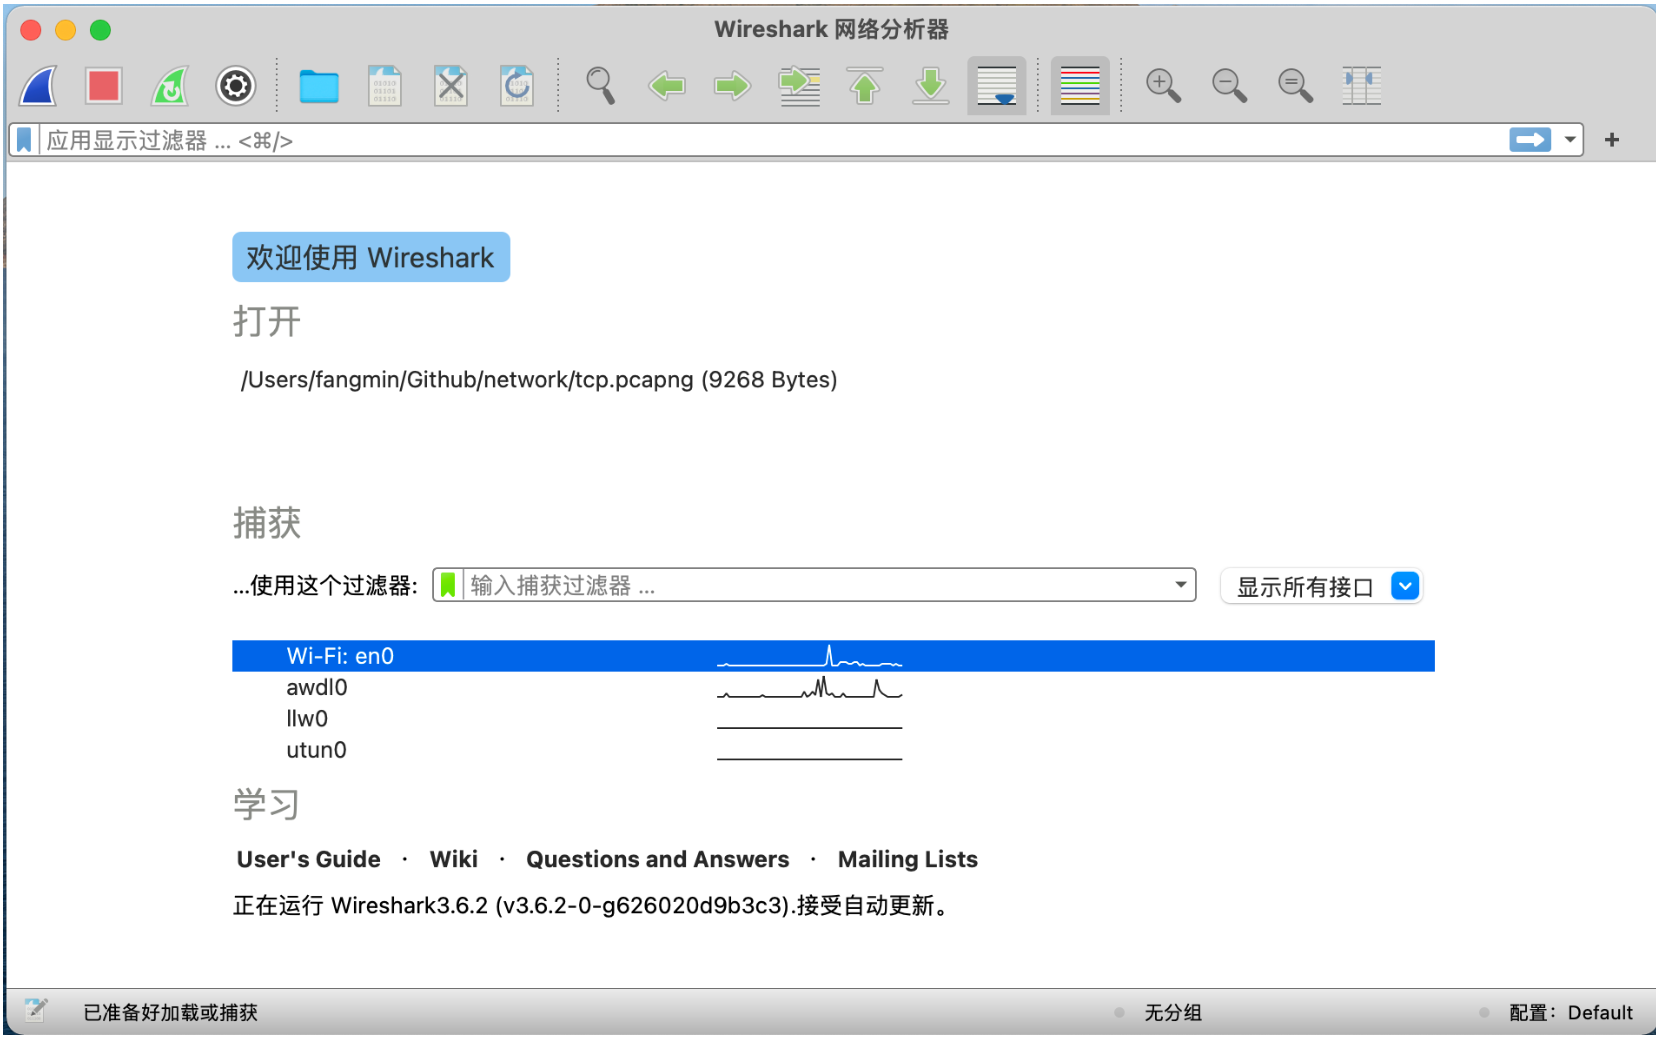 Wireshark 网络分析器
应用显示过滤器 ... <⌘/>
欢迎使用 Wireshark
打开
/Users/fangmin/Github/network/tcp.pcapng (9268 Bytes)
捕获
...使用这个过滤器: 输入捕获过滤器 ... 显示所有接口
Wi-Fi: en0
awdl0
llw0
utun0
学习
User's Guide · Wiki · Questions and Answers · Mailing Lists
正在运行 Wireshark3.6.2 (v3.6.2-0-g626020d9b3c3).接受自动更新。
已准备好加载或捕获 无分组 配置：Default